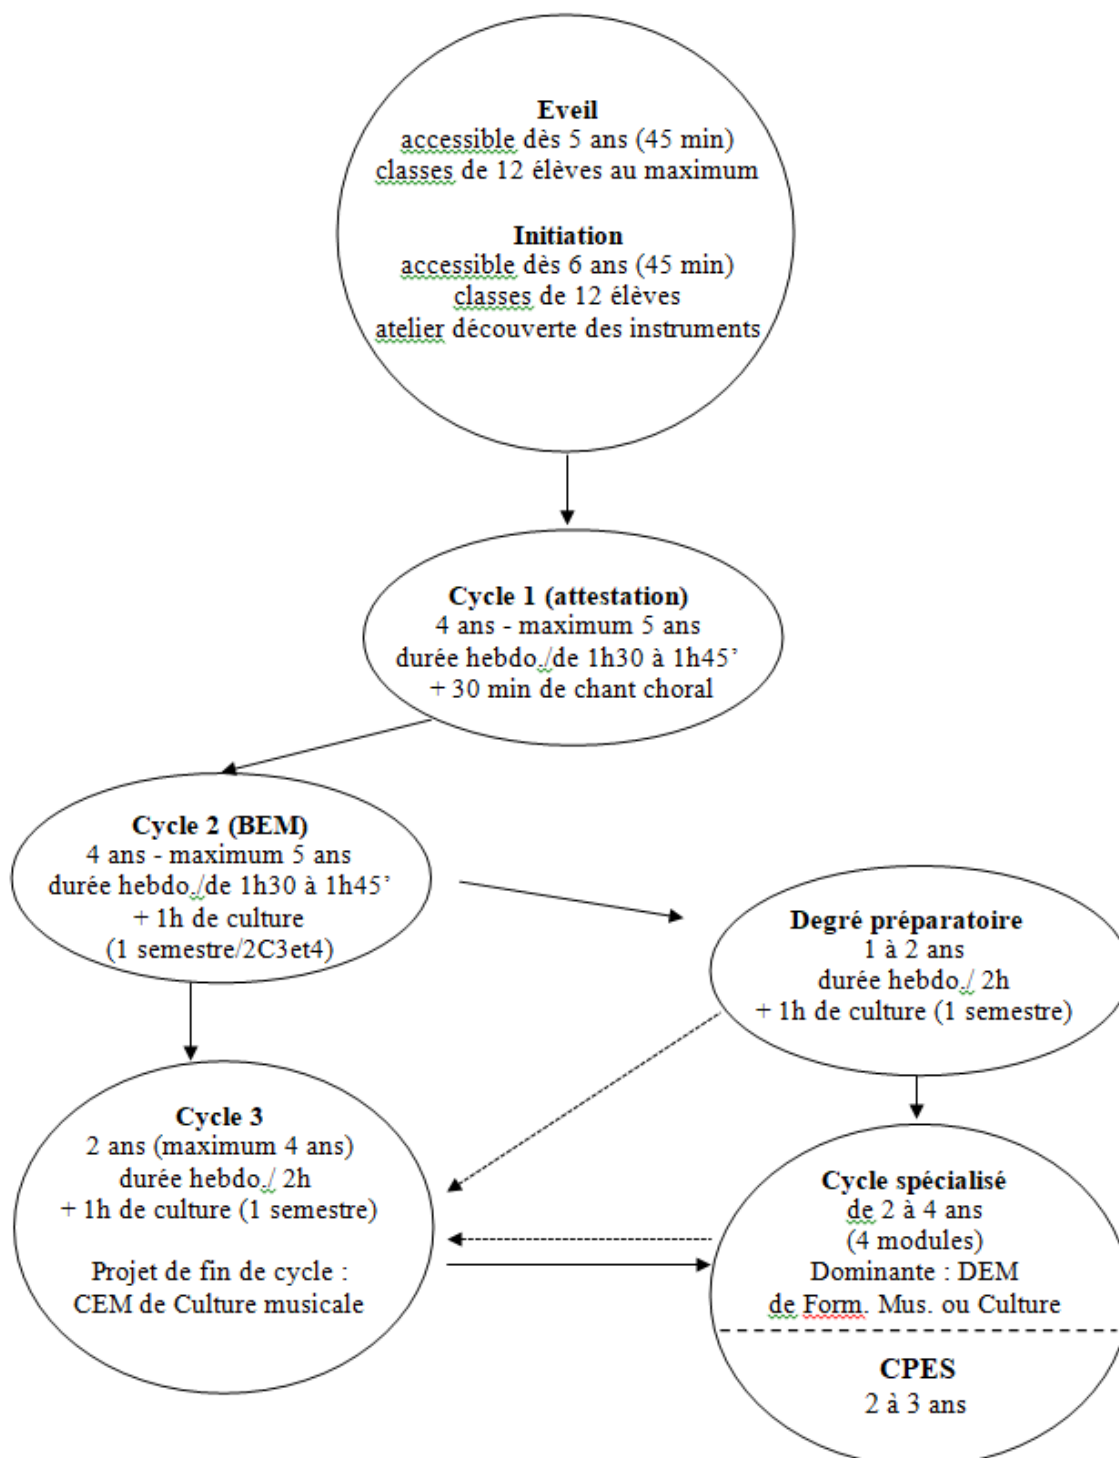 Eveil
accessible dès 5 ans (45 min)
classes de 12 élèves au maximum
Initiation
accessible dès 6 ans (45 min)
classes de 12 élèves
atelier découverte des instruments
Cycle 1 (attestation)
4 ans - maximum 5 ans
durée hebdo./de 1h30 à 1h45’
+ 30 min de chant choral
Cycle 2 (BEM)
4 ans - maximum 5 ans
durée hebdo./de 1h30 à 1h45’
+ 1h de culture
(1 semestre/2C3et4)
Degré préparatoire
1 à 2 ans
durée hebdo./ 2h
+ 1h de culture (1 semestre)
Cycle 3
2 ans (maximum 4 ans)
durée hebdo./ 2h
+ 1h de culture (1 semestre)
Projet de fin de cycle :
CEM de Culture musicale
Cycle spécialisé
de 2 à 4 ans
(4 modules)
Dominante : DEM
de Form. Mus. ou Culture
CPES
2 à 3 ans